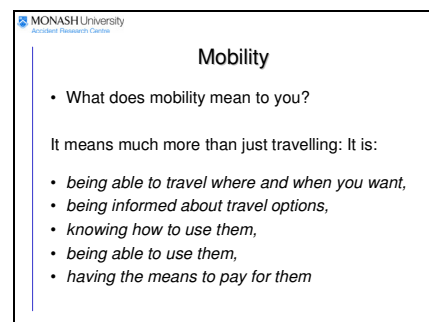 MONASH University
Accident Research Centre
Mobility
• What does mobility mean to you?
It means much more than just travelling: It is:
• being able to travel where and when you want,
• being informed about travel options,
• knowing how to use them,
• being able to use them,
• having the means to pay for them